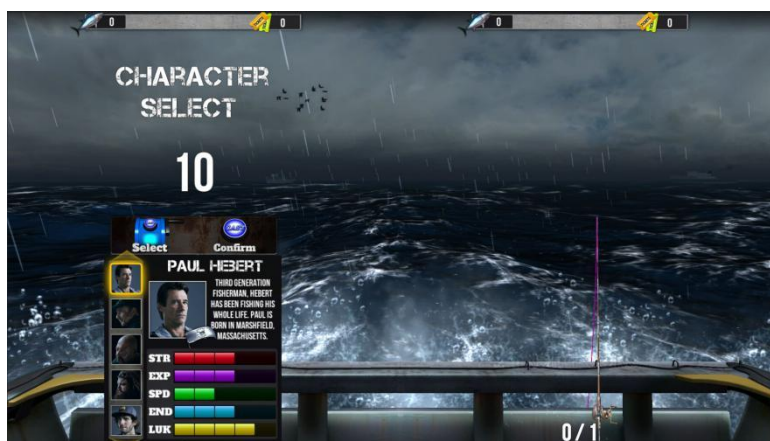 0 0 0 0
CHARACTER
SELECT
10
Select Confirm
PAUL HEBERT
THIRD GENERATION
FISHERMAN, HEBERT
HAS BEEN FISHING HIS
WHOLE LIFE. PAUL IS
BORN IN MARSHFIELD,
MASSACHUSETTS.
STR
EXP
SPD
END
LUK
0/1